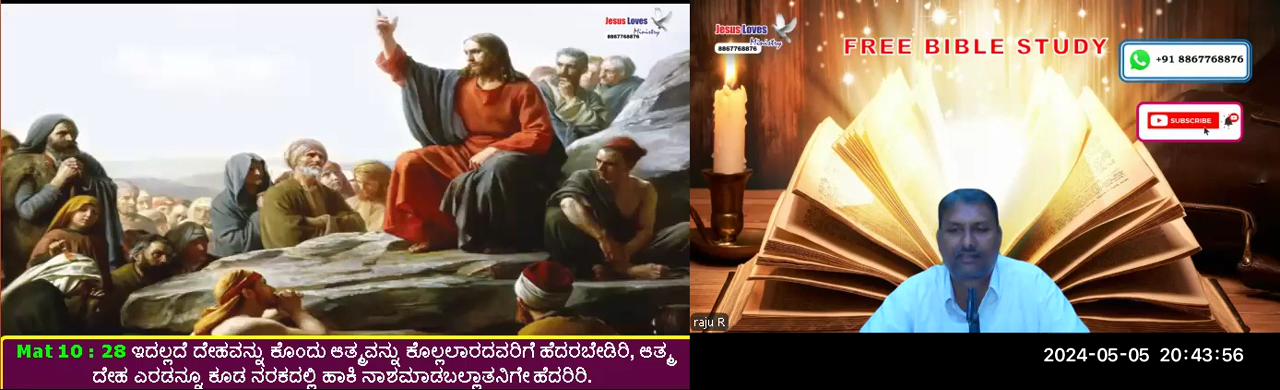 Jesus Loves
Ministry
8867768876
Mat 10 : 28 ಇದಲ್ಲದೆ ದೇಹವನ್ನು ಕೊಂದು ಆತ್ಮವನ್ನು ಕೊಲ್ಲಲಾರದವರಿಗೆ ಹೆದರಬೇಡಿರಿ, ಆತ್ಮ
ದೇಹ ಎರಡನ್ನೂ ಕೂಡ ನರಕದಲ್ಲಿ ಹಾಕಿ ನಾಶಮಾಡಬಲ್ಲಾತನಿಗೇ ಹೆದರಿರಿ.
Jesus Loves
Ministry
8867768876
FREE BIBLE STUDY
+91 8867768876
SUBSCRIBE
raju R
2024-05-05 20:43:56